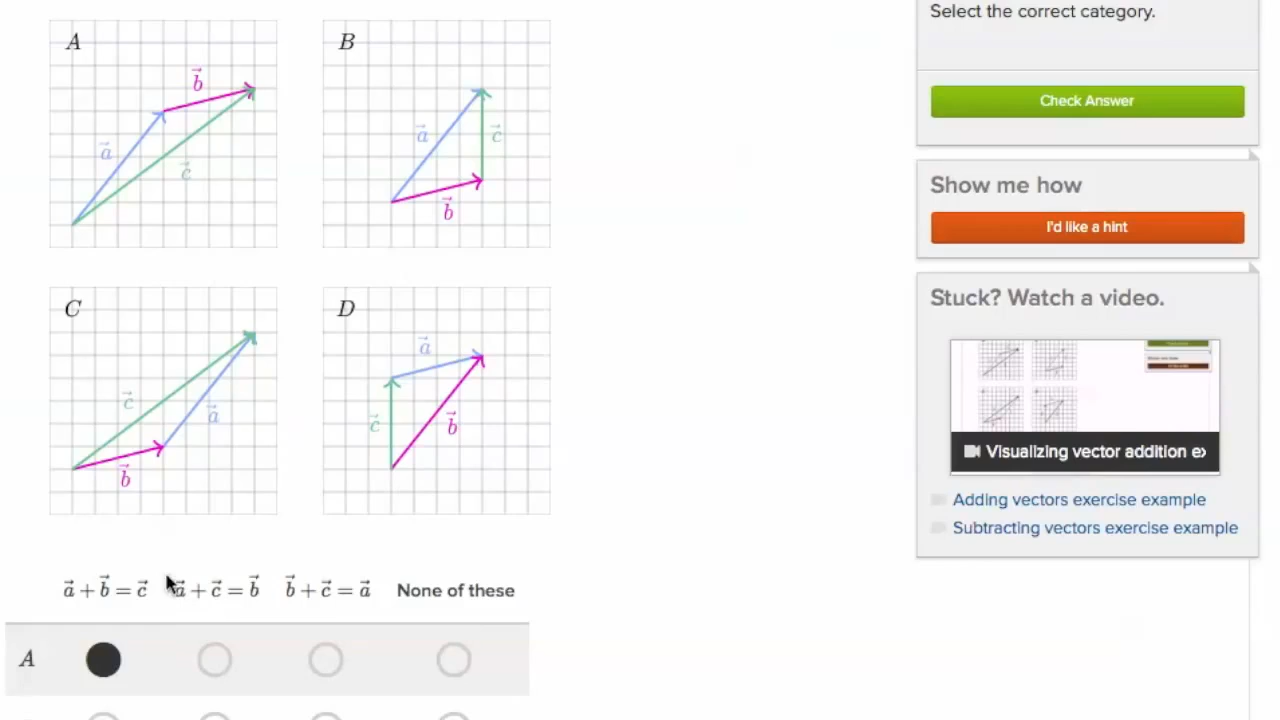 Select the correct category.
Check Answer
Show me how
I'd like a hint
Stuck? Watch a video.
Visualizing vector addition ex
Adding vectors exercise example
Subtracting vectors exercise example
A
b⃗
a⃗
c⃗
B
a⃗
c⃗
b⃗
C
c⃗
a⃗
b⃗
D
a⃗
c⃗
b⃗
a⃗ + b⃗ = c⃗ a⃗ + c⃗ = b⃗ b⃗ + c⃗ = a⃗ None of these
A